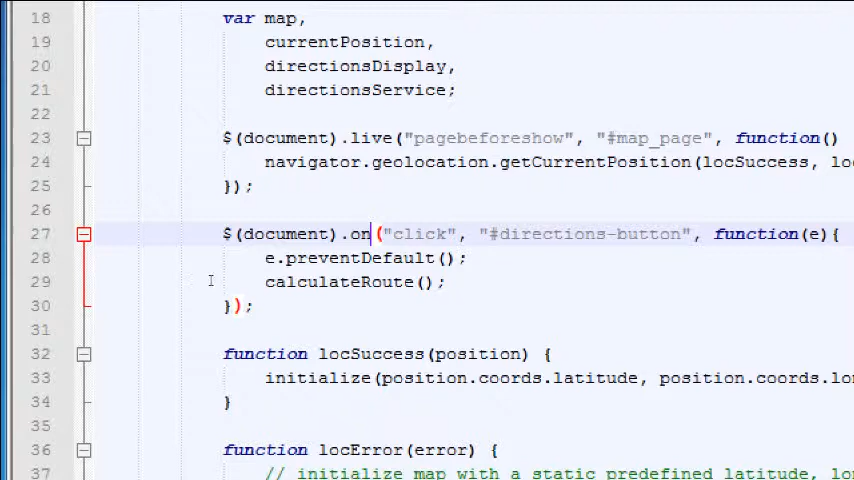 18 var map,
19 currentPosition,
20 directionsDisplay,
21 directionsService;
22
23 $(document).live("pagebeforeshow", "#map_page", function()
24 navigator.geolocation.getCurrentPosition(locSuccess, lo
25 });
26
27 $(document).on("click", "#directions-button", function(e){
28 e.preventDefault();
29 calculateRoute();
30 });
31
32 function locSuccess(position) {
33 initialize(position.coords.latitude, position.coords.lo
34 }
35
36 function locError(error) {
37 // initialize map with a static predefined latitude, lo